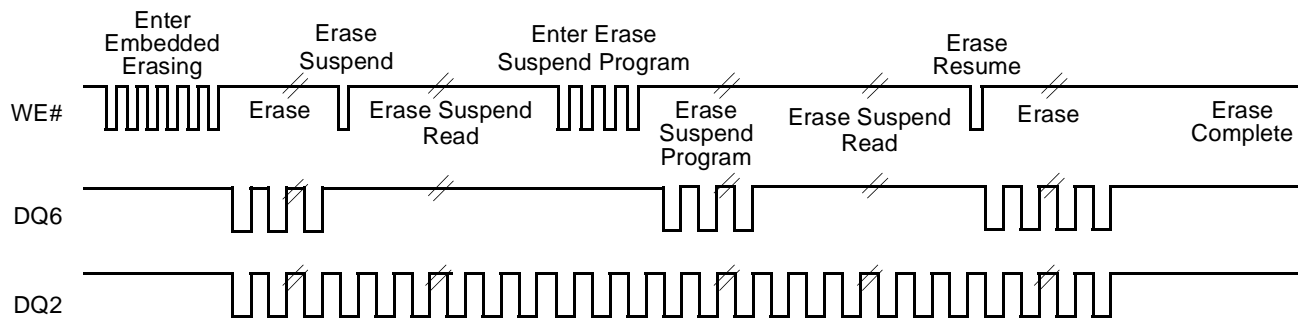 Enter
Embedded
Erasing
Erase
Suspend
Enter Erase
Suspend Program
Erase
Resume
WE#
Erase
Erase Suspend
Read
Erase
Suspend
Program
Erase Suspend
Read
Erase
Erase
Complete
DQ6
DQ2